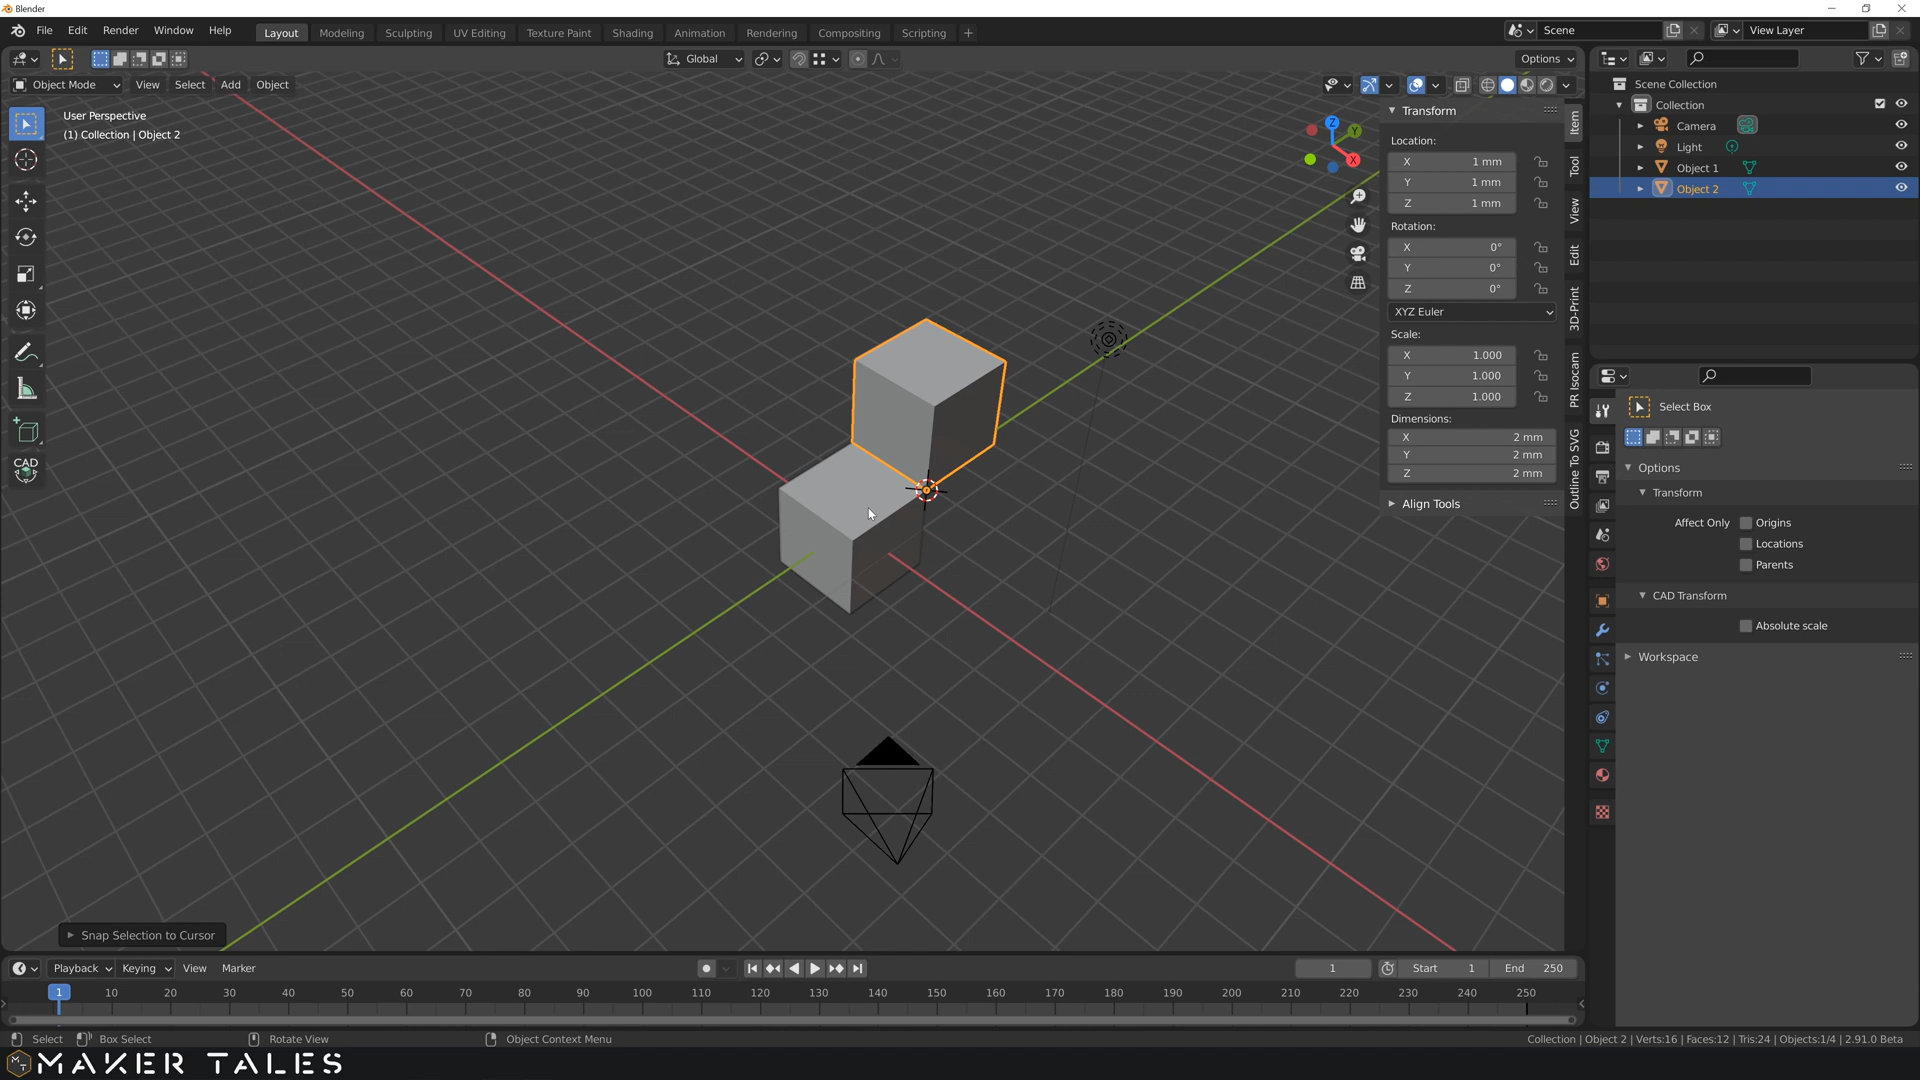 Blender
File Edit Render Window Help
Layout Modeling Sculpting UV Editing Texture Paint Shading Animation Rendering Compositing Scripting +
Scene
View Layer
Global
Options
Object Mode View Select Add Object
User Perspective
(1) Collection | Object 2
Z
Y
X
CAD
Transform
Location:
X 1 mm
Y 1 mm
Z 1 mm
Rotation:
X 0°
Y 0°
Z 0°
XYZ Euler
Scale:
X 1.000
Y 1.000
Z 1.000
Dimensions:
X 2 mm
Y 2 mm
Z 2 mm
Align Tools
Item
Tool
View
Edit
3D-Print
PR Isocam
Outline To SVG
Scene Collection
Collection
Camera
Light
Object 1
Object 2
Select Box
Options
Transform
Affect Only Origins
Locations
Parents
CAD Transform
Absolute scale
Workspace
Snap Selection to Cursor
Playback Keying View Marker
1 Start 1 End 250
1 10 20 30 40 50 60 70 80 90 100 110 120 130 140 150 160 170 180 190 200 210 220 230 240 250
Select Box Select Rotate View Object Context Menu
Collection | Object 2 | Verts:16 | Faces:12 | Tris:24 | Objects:1/4 | 2.91.0 Beta
MAKER TALES